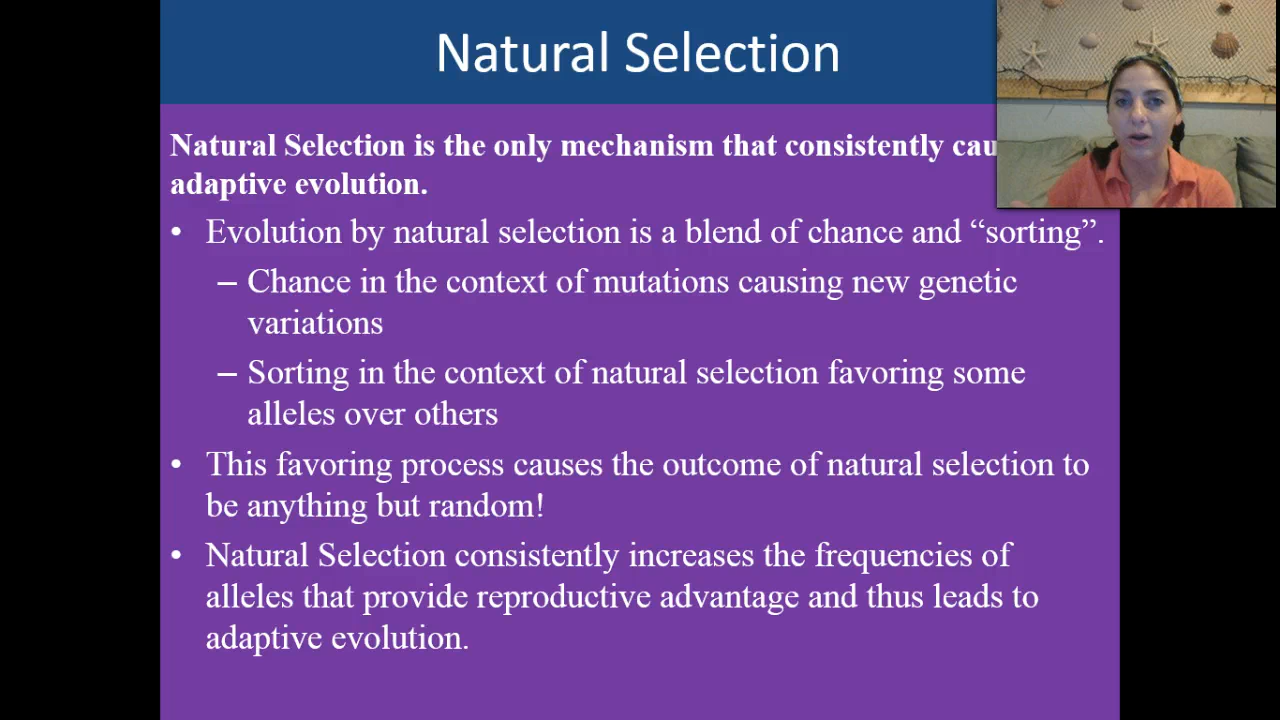 Natural Selection
Natural Selection is the only mechanism that consistently
adaptive evolution.
• Evolution by natural selection is a blend of chance and “sorting”.
– Chance in the context of mutations causing new genetic
variations
– Sorting in the context of natural selection favoring some
alleles over others
• This favoring process causes the outcome of natural selection to
be anything but random!
• Natural Selection consistently increases the frequencies of
alleles that provide reproductive advantage and thus leads to
adaptive evolution.